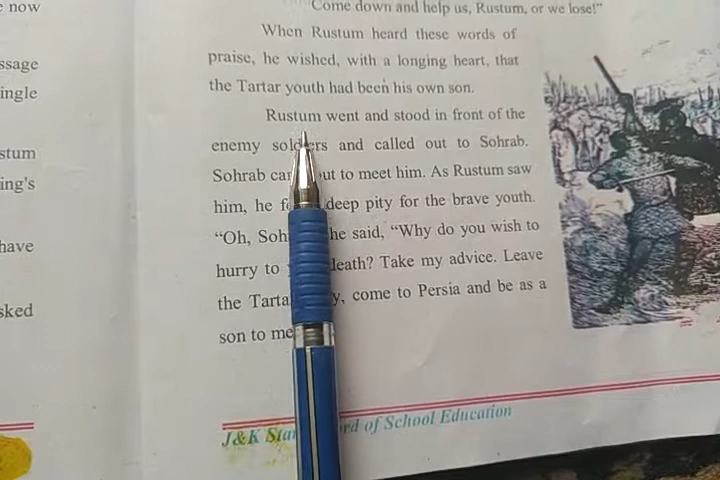 e now
ssage
ingle
stum
ing's
have
sked
"Come down and help us, Rustum, or we lose!"
When Rustum heard these words of
praise, he wished, with a longing heart, that
the Tartar youth had been his own son.
Rustum went and stood in front of the
enemy soldiers and called out to Sohrab.
Sohrab ca ut to meet him. As Rustum saw
him, he f deep pity for the brave youth.
"Oh, Soh he said, "Why do you wish to
hurry to death? Take my advice. Leave
the Tarta y, come to Persia and be as a
son to me
J&K Sta rd of School Education